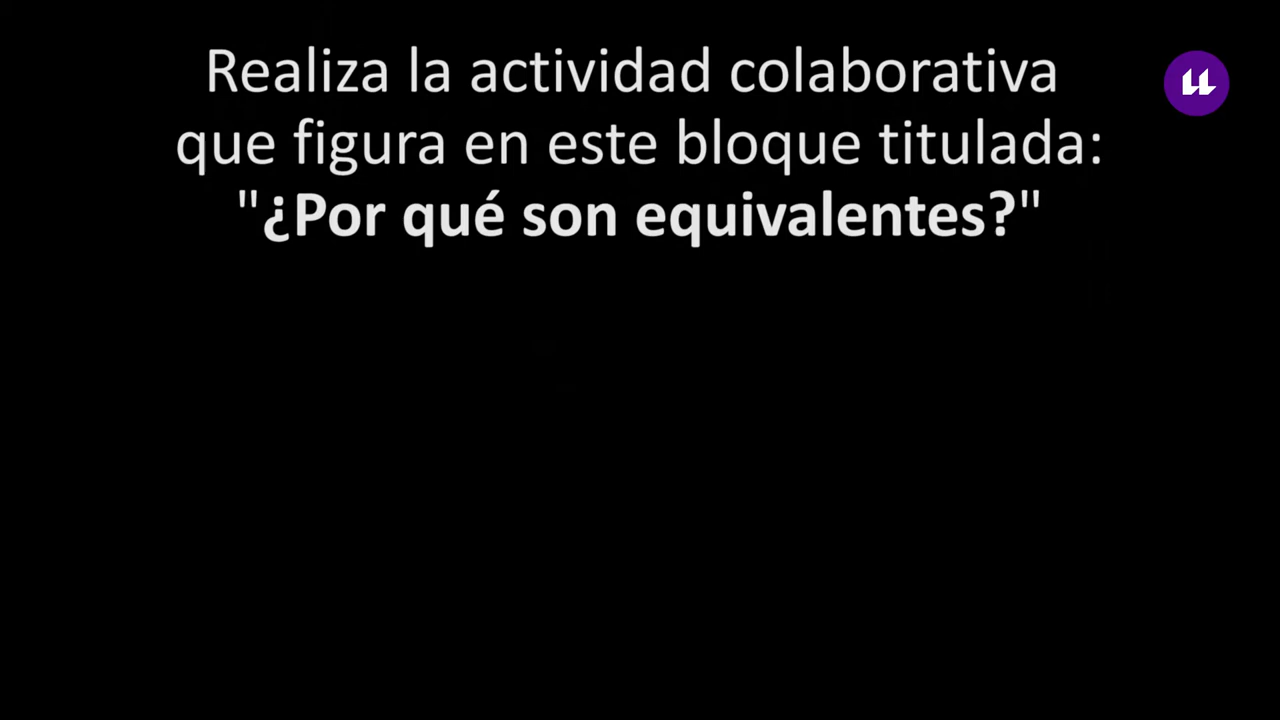 Realiza la actividad colaborativa
que figura en este bloque titulada:
"¿Por qué son equivalentes?"